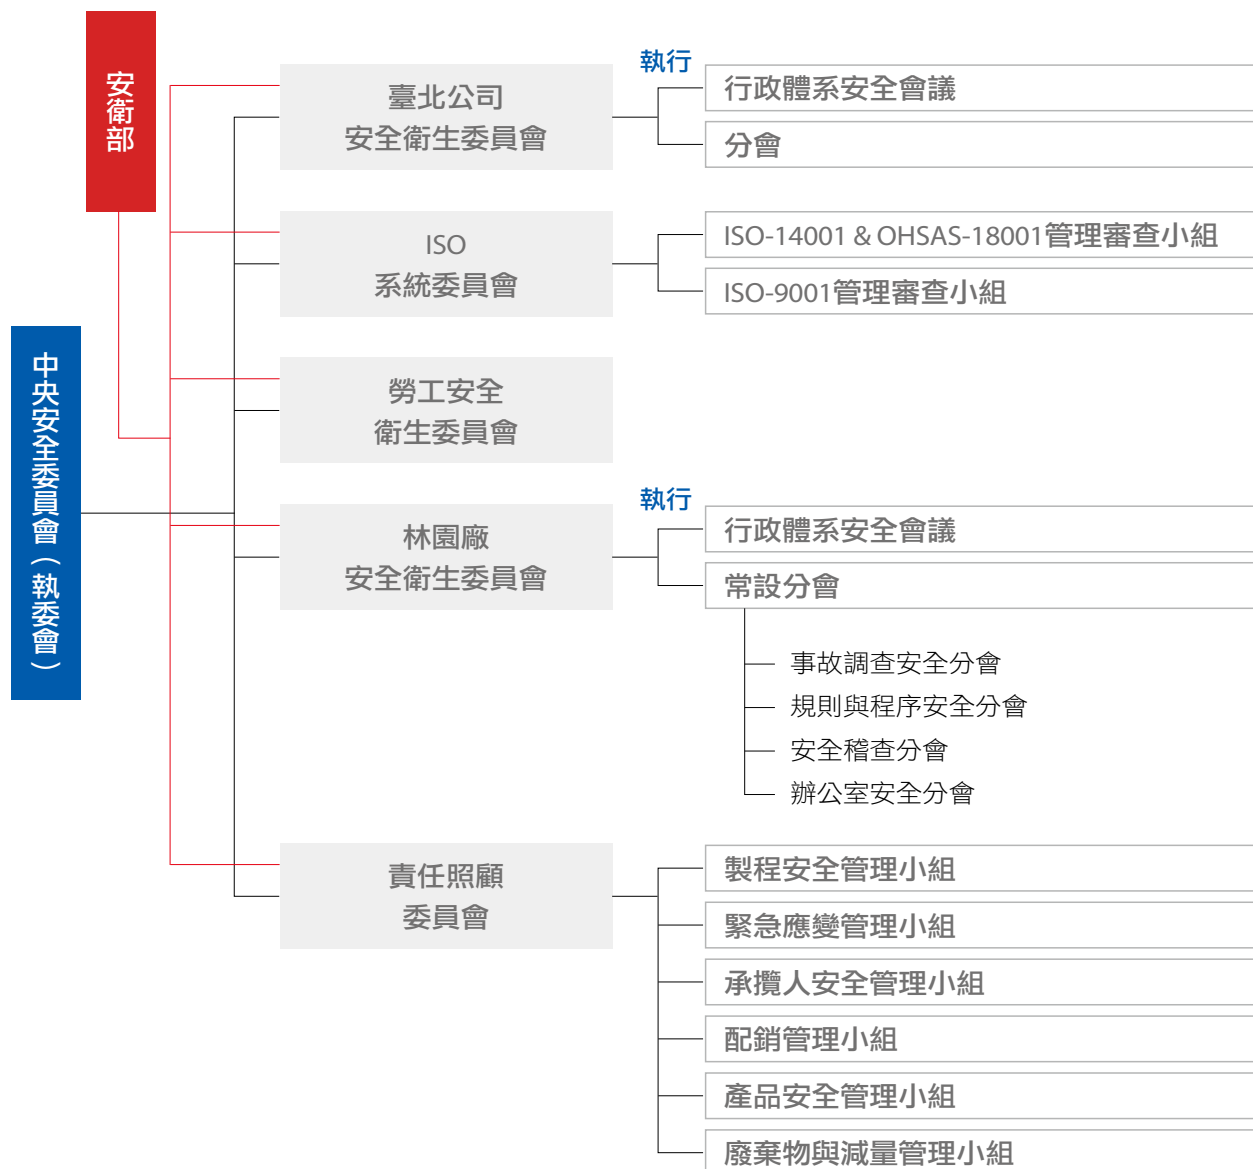 安衛部
中央安全委員會（執委會）
臺北公司
安全衛生委員會
執行
行政體系安全會議
分會
ISO
系統委員會
ISO-14001 & OHSAS-18001管理審查小組
ISO-9001管理審查小組
勞工安全
衛生委員會
林園廠
安全衛生委員會
執行
行政體系安全會議
常設分會
事故調查安全分會
規則與程序安全分會
安全稽查分會
辦公室安全分會
責任照顧
委員會
製程安全管理小組
緊急應變管理小組
承攬人安全管理小組
配銷管理小組
產品安全管理小組
廢棄物與減量管理小組